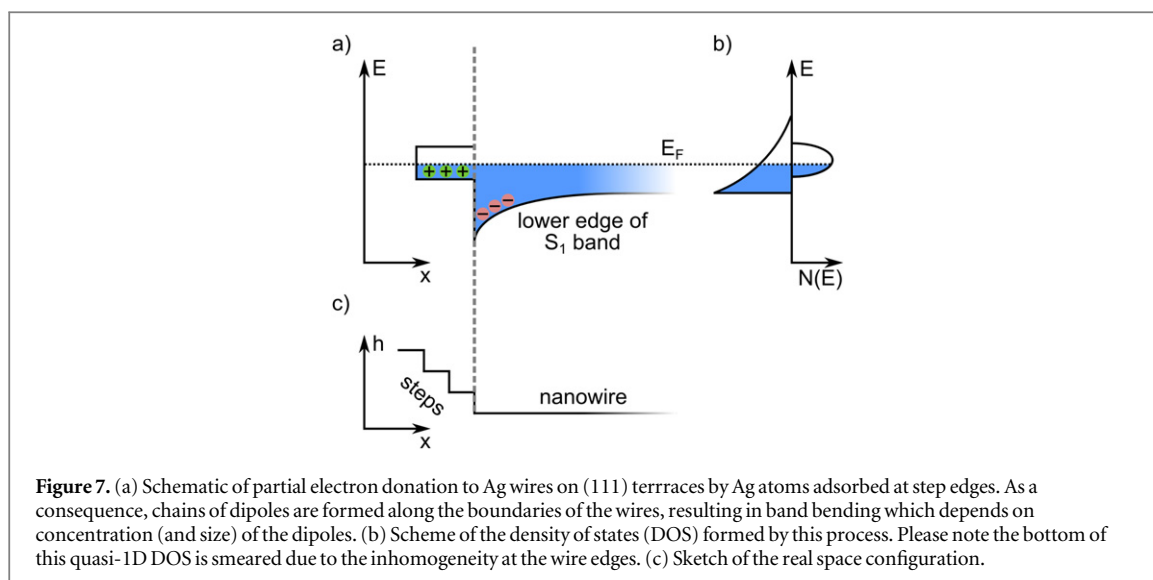 a)
E
E_F
+ + +
− − −
lower edge of
S₁ band
x
b)
E
N(E)
c)
h
steps
nanowire
x
Figure 7. (a) Schematic of partial electron donation to Ag wires on (111) terrraces by Ag atoms adsorbed at step edges. As a
consequence, chains of dipoles are formed along the boundaries of the wires, resulting in band bending which depends on
concentration (and size) of the dipoles. (b) Scheme of the density of states (DOS) formed by this process. Please note the bottom of
this quasi-1D DOS is smeared due to the inhomogeneity at the wire edges. (c) Sketch of the real space configuration.